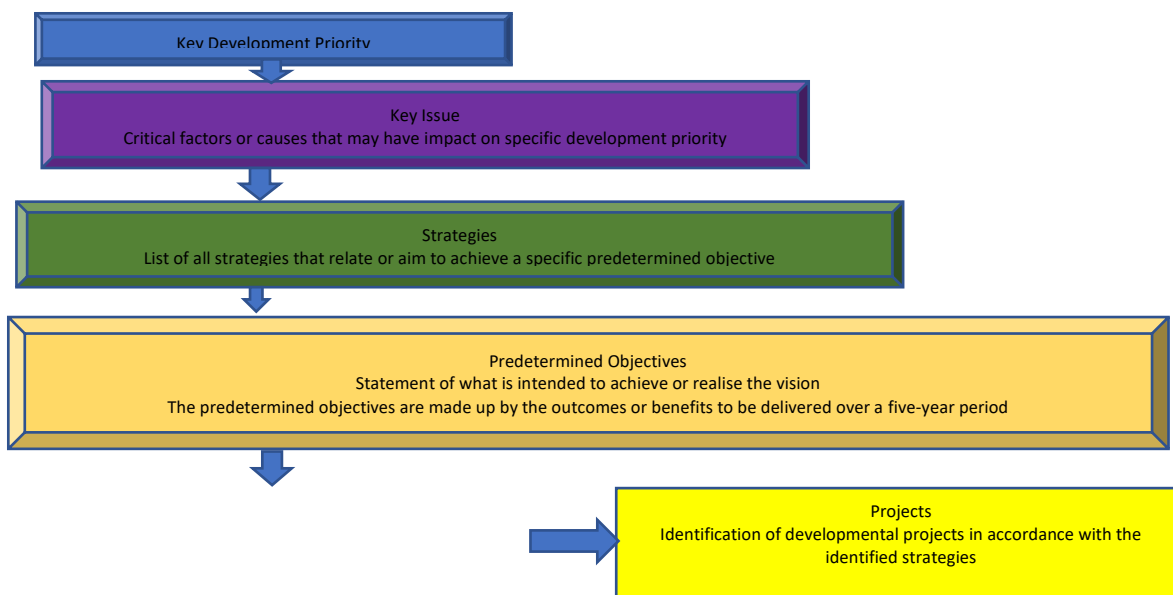 Key Development Priority
Key Issue
Critical factors or causes that may have impact on specific development priority
Strategies
List of all strategies that relate or aim to achieve a specific predetermined objective
Predetermined Objectives
Statement of what is intended to achieve or realise the vision
The predetermined objectives are made up by the outcomes or benefits to be delivered over a five-year period
Projects
Identification of developmental projects in accordance with the
identified strategies